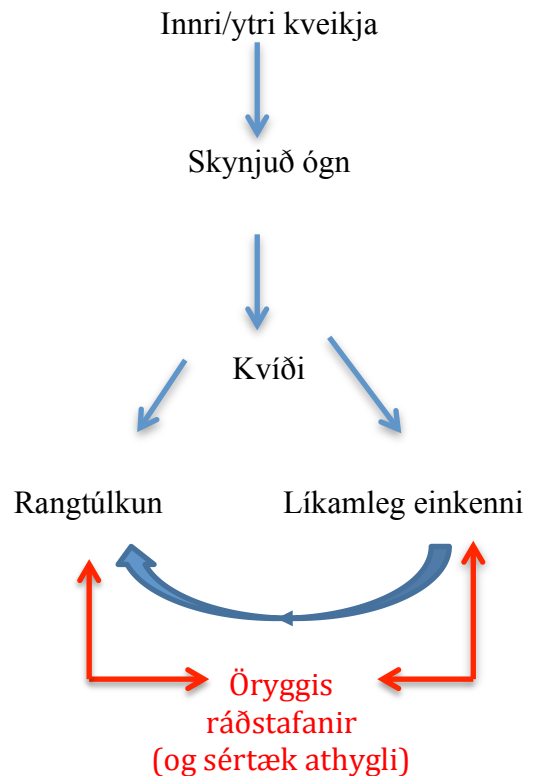 Innri/ytri kveikja
Skynjuð ógn
Kvíði
Rangtúlkun
Líkamleg einkenni
Öryggis
ráðstafanir
(og sértæk athygli)